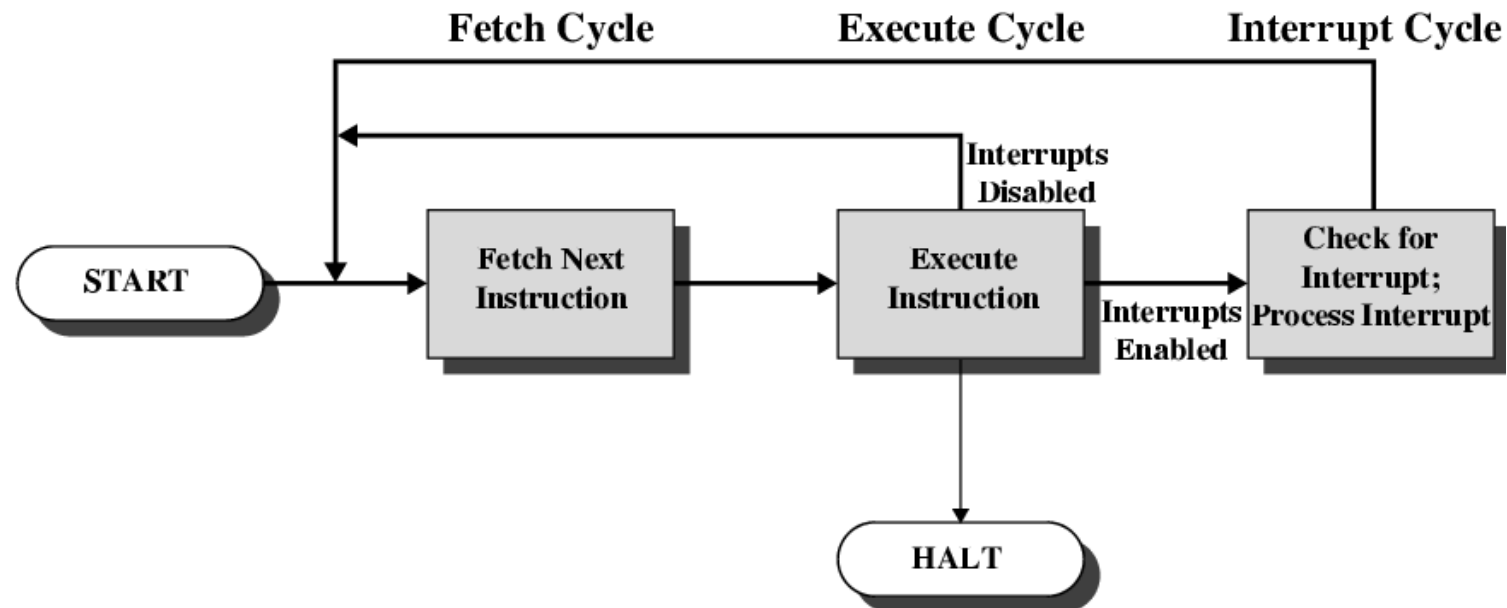 Fetch Cycle
Execute Cycle
Interrupt Cycle
Interrupts
Disabled
START
Fetch Next
Instruction
Execute
Instruction
Interrupts
Enabled
Check for
Interrupt;
Process Interrupt
HALT